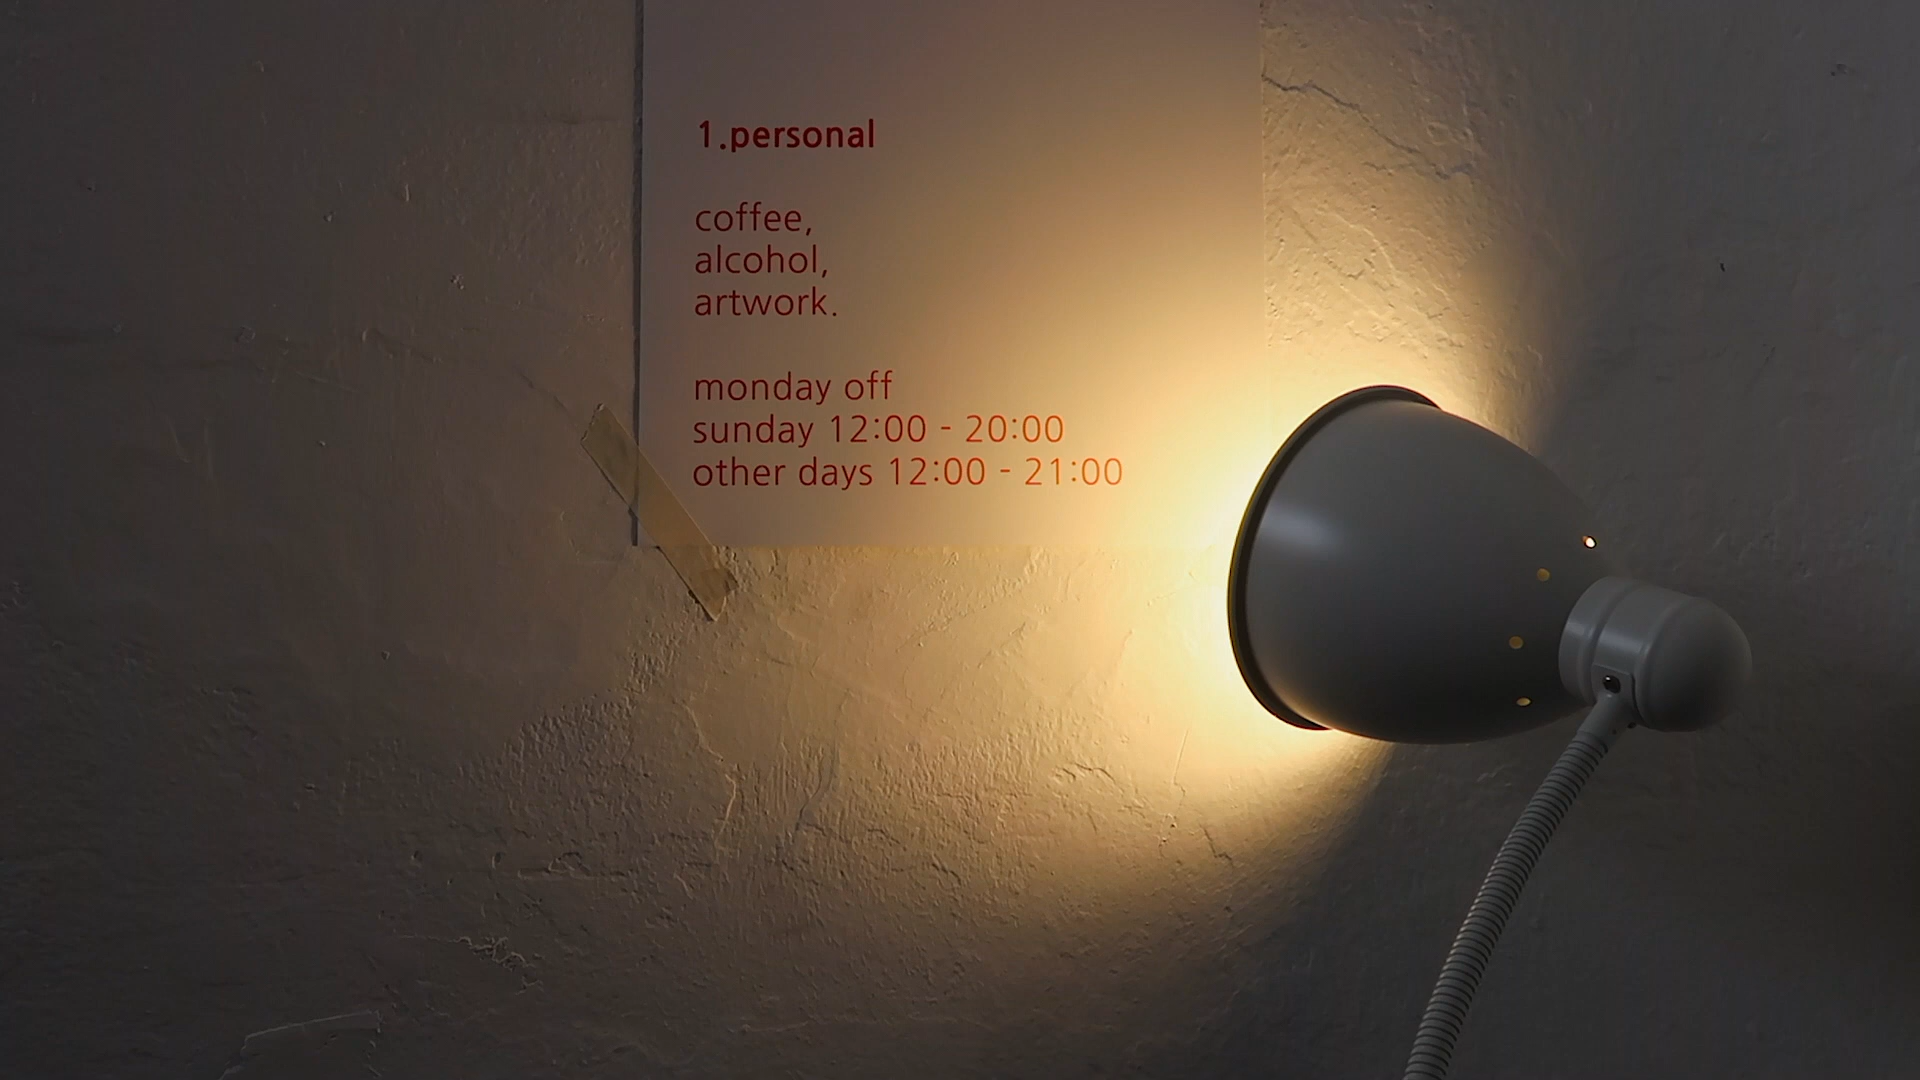 1.personal
coffee,
alcohol,
artwork.
monday off
sunday 12:00 - 20:00
other days 12:00 - 21:00